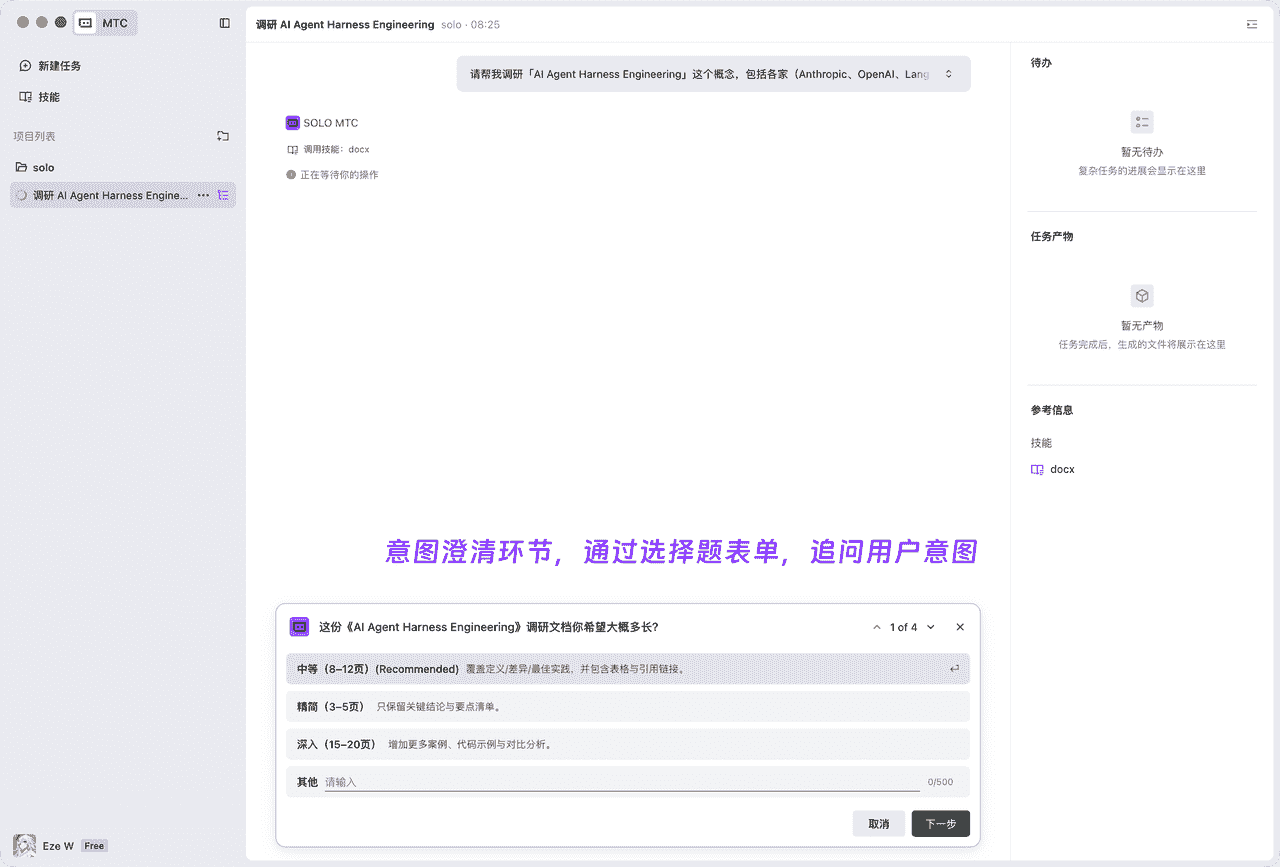 MTC
新建任务
技能
项目列表
solo
调研 AI Agent Harness Engine...
Eze W Free
调研 AI Agent Harness Engineering solo · 08:25
请帮我调研「AI Agent Harness Engineering」这个概念，包括各家（Anthropic、OpenAI、Lang
SOLO MTC
调用技能：docx
正在等待你的操作
意图澄清环节，通过选择题表单，追问用户意图
这份《AI Agent Harness Engineering》调研文档你希望大概多长？ 1 of 4
中等（8–12页）(Recommended) 覆盖定义/差异/最佳实践，并包含表格与引用链接。
精简（3–5页） 只保留关键结论与要点清单。
深入（15–20页） 增加更多案例、代码示例与对比分析。
其他 请输入 0/500
取消 下一步
待办
暂无待办
复杂任务的进展会显示在这里
任务产物
暂无产物
任务完成后，生成的文件将展示在这里
参考信息
技能
docx